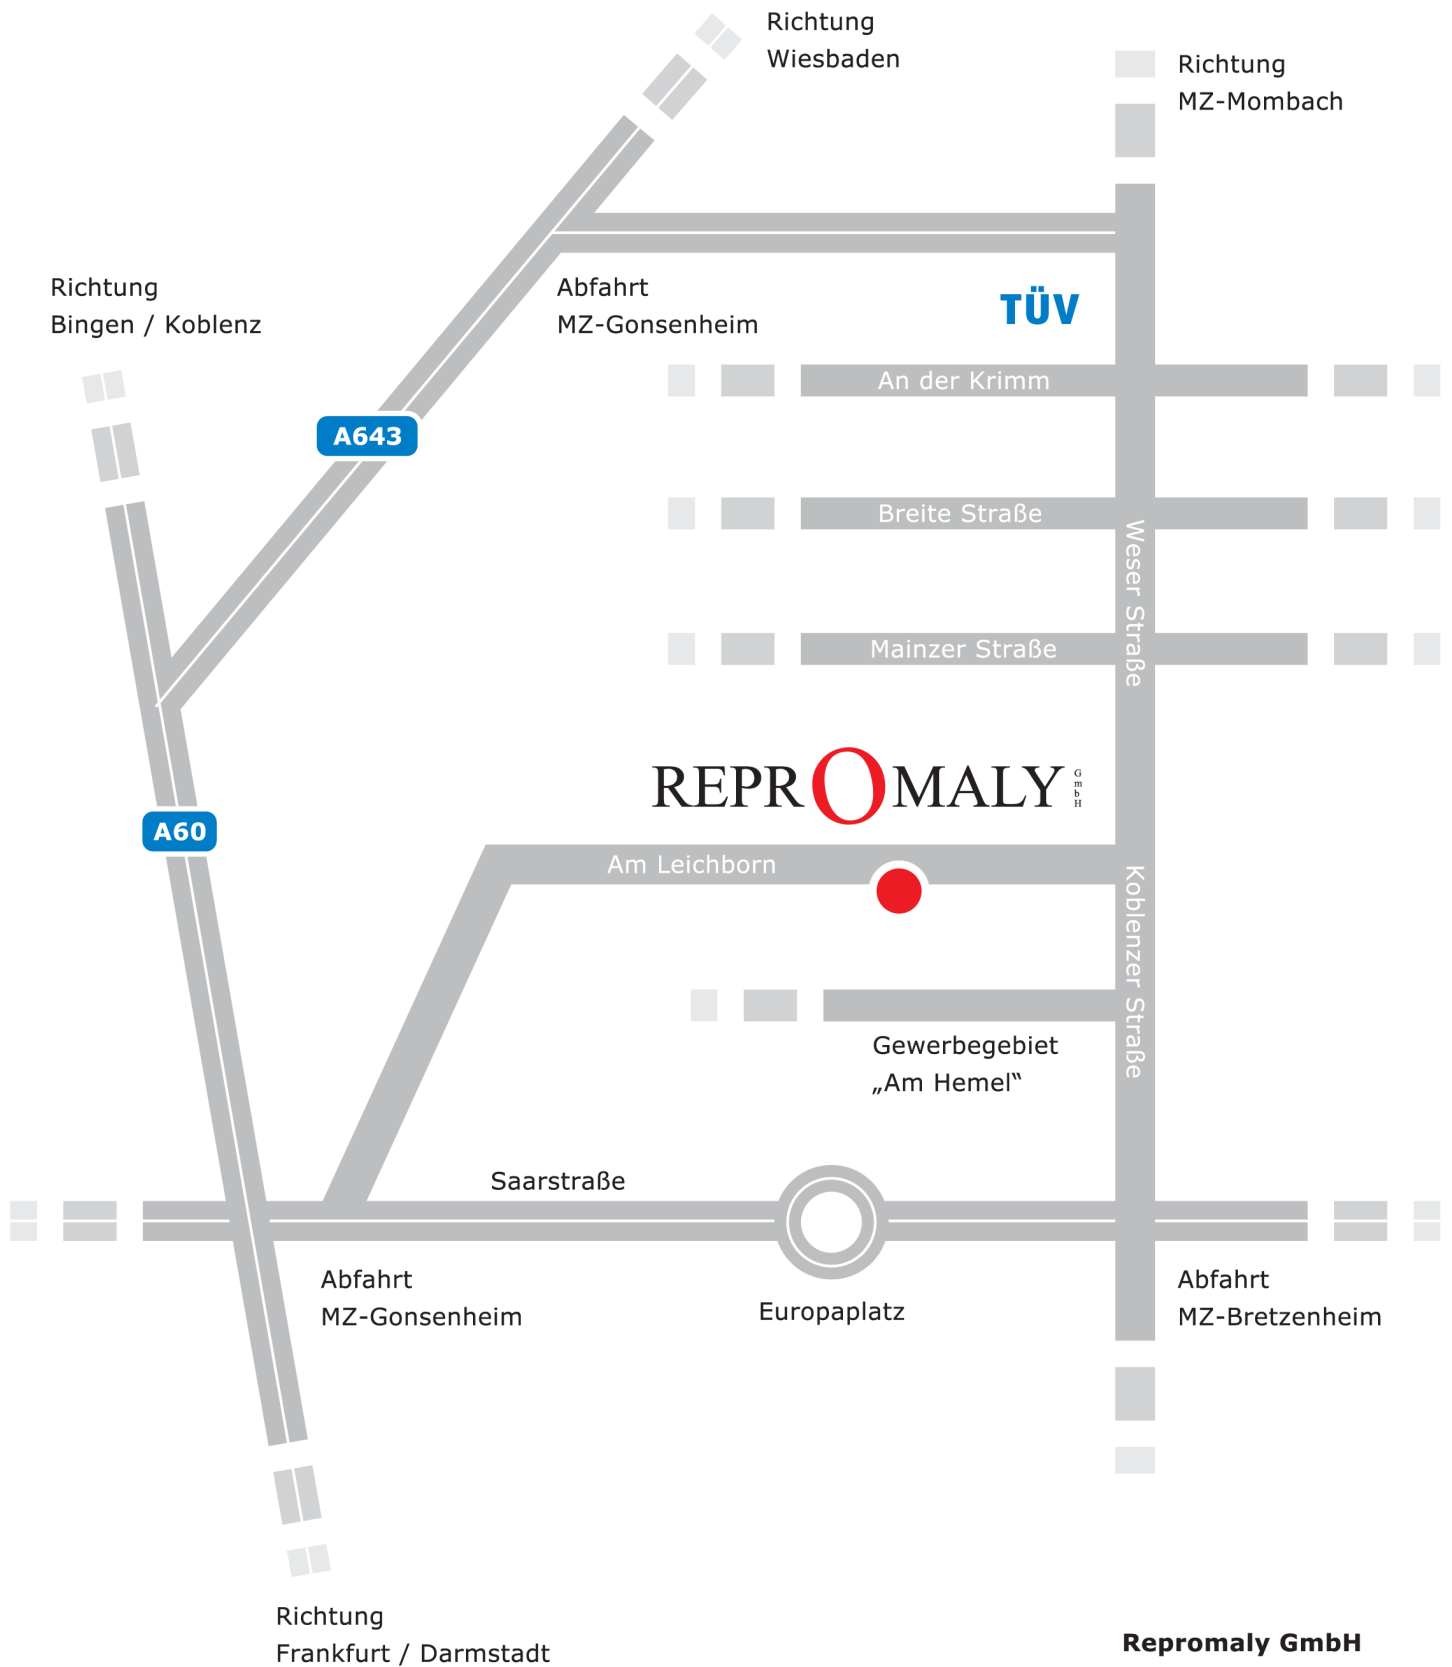 Richtung
Wiesbaden
Richtung
MZ-Mombach
Richtung
Bingen / Koblenz
Abfahrt
MZ-Gonsenheim
TÜV
An der Krimm
A643
Breite Straße
Weser Straße
Mainzer Straße
REPROMALY GmbH
A60
Am Leichborn
Koblenzer Straße
Gewerbegebiet
„Am Hemel“
Saarstraße
Abfahrt
MZ-Gonsenheim
Europaplatz
Abfahrt
MZ-Bretzenheim
Richtung
Frankfurt / Darmstadt
Repromaly GmbH